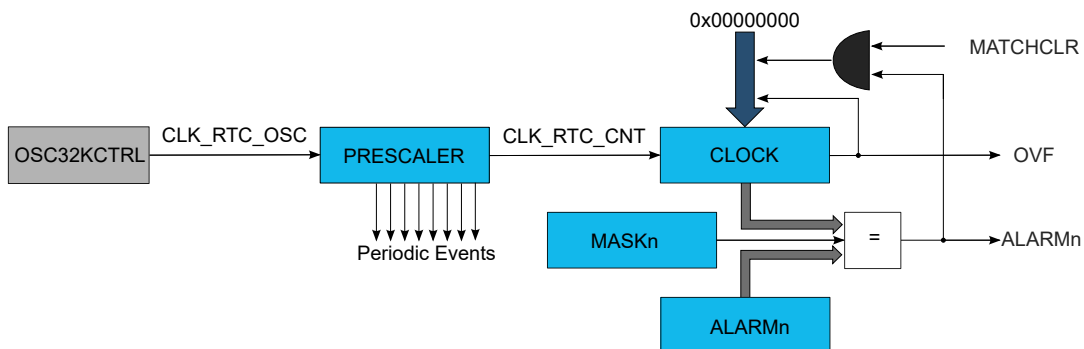 0x00000000
MATCHCLR
CLK_RTC_OSC
CLK_RTC_CNT
OSC32KCTRL
PRESCALER
CLOCK
OVF
Periodic Events
MASKn
=
ALARMn
ALARMn